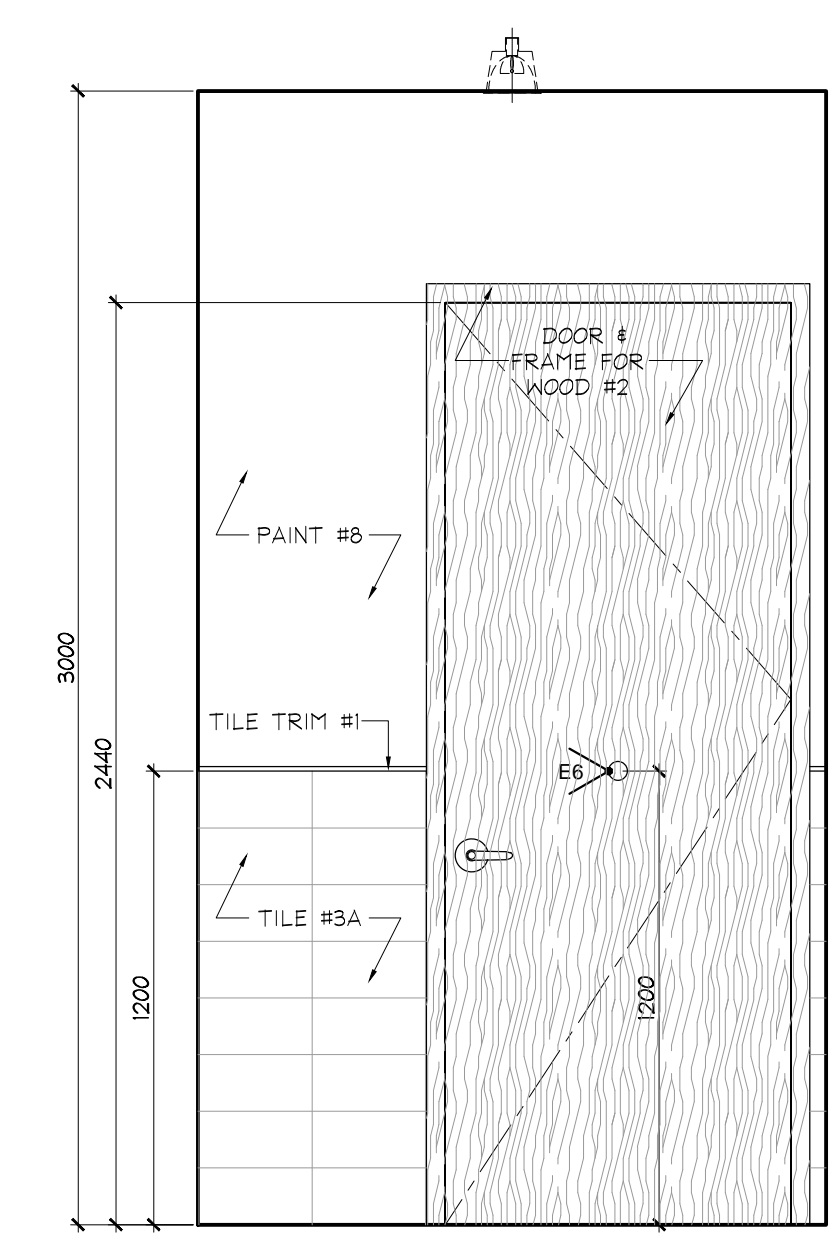 DOOR &
FRAME FOR
WOOD #2
PAINT #8
3000
TILE TRIM #1
2440
E6
TILE #3A
1200
1200